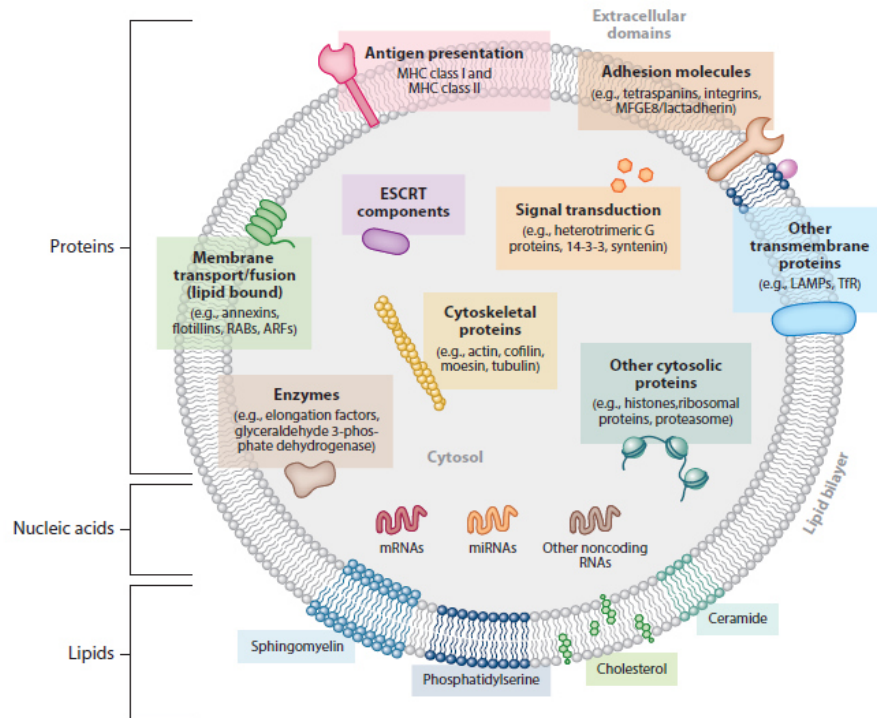 Extracellular
domains
Antigen presentation
MHC class I and
MHC class II
Adhesion molecules
(e.g., tetraspanins, integrins,
MFGE8/lactadherin)
ESCRT
components
Signal transduction
(e.g., heterotrimeric G
proteins, 14-3-3, syntenin)
Other
transmembrane
proteins
(e.g., LAMPs, TfR)
Proteins
Membrane
transport/fusion
(lipid bound)
(e.g., annexins,
flotillins, RABs, ARFs)
Cytoskeletal
proteins
(e.g., actin, cofilin,
moesin, tubulin)
Other cytosolic
proteins
(e.g., histones,ribosomal
proteins, proteasome)
Enzymes
(e.g., elongation factors,
glyceraldehyde 3-phos-
phate dehydrogenase)
Cytosol
Lipid bilayer
Nucleic acids
mRNAs
miRNAs
Other noncoding
RNAs
Lipids
Sphingomyelin
Phosphatidylserine
Cholesterol
Ceramide